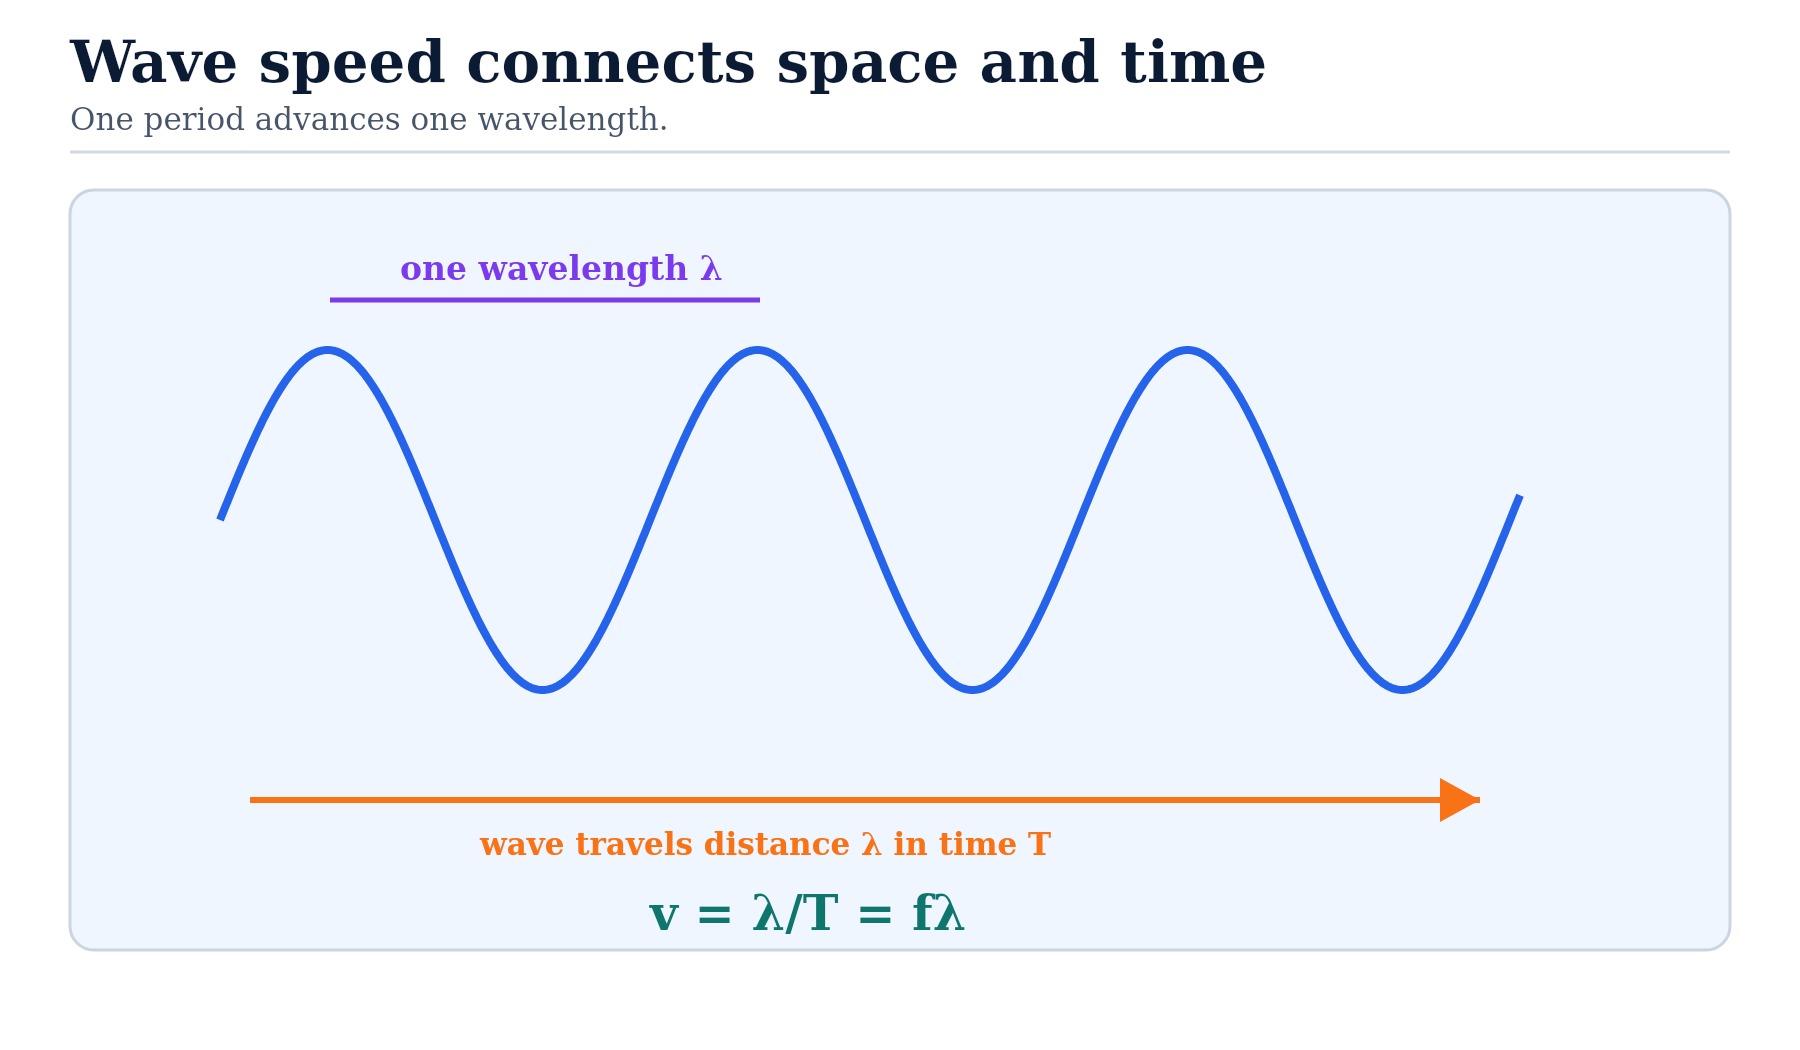 Wave speed connects space and time
One period advances one wavelength.
one wavelength λ
wave travels distance λ in time T
v = λ/T = fλ